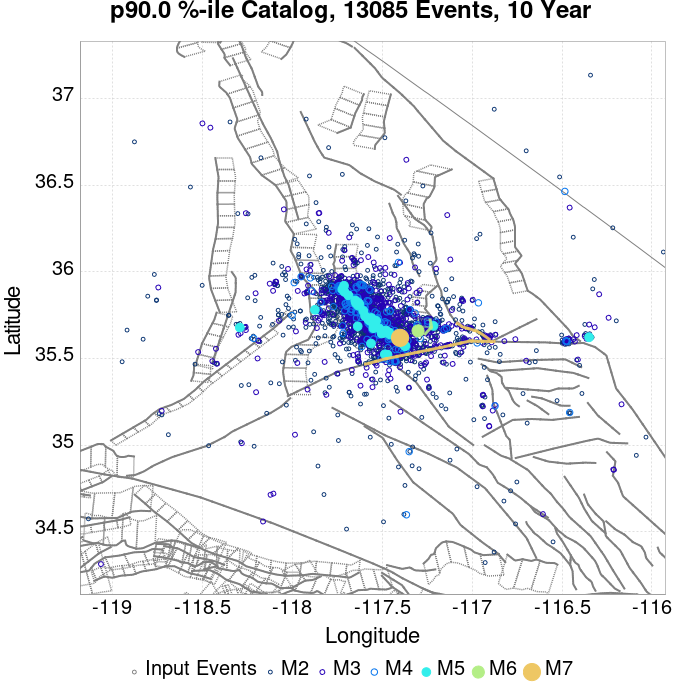 p90.0 %-ile Catalog, 13085 Events, 10 Year
37
36.5
36
35.5
35
34.5
Latitude
-119 -118.5 -118 -117.5 -117 -116.5 -116
Longitude
Input Events M2 M3 M4 M5 M6 M7